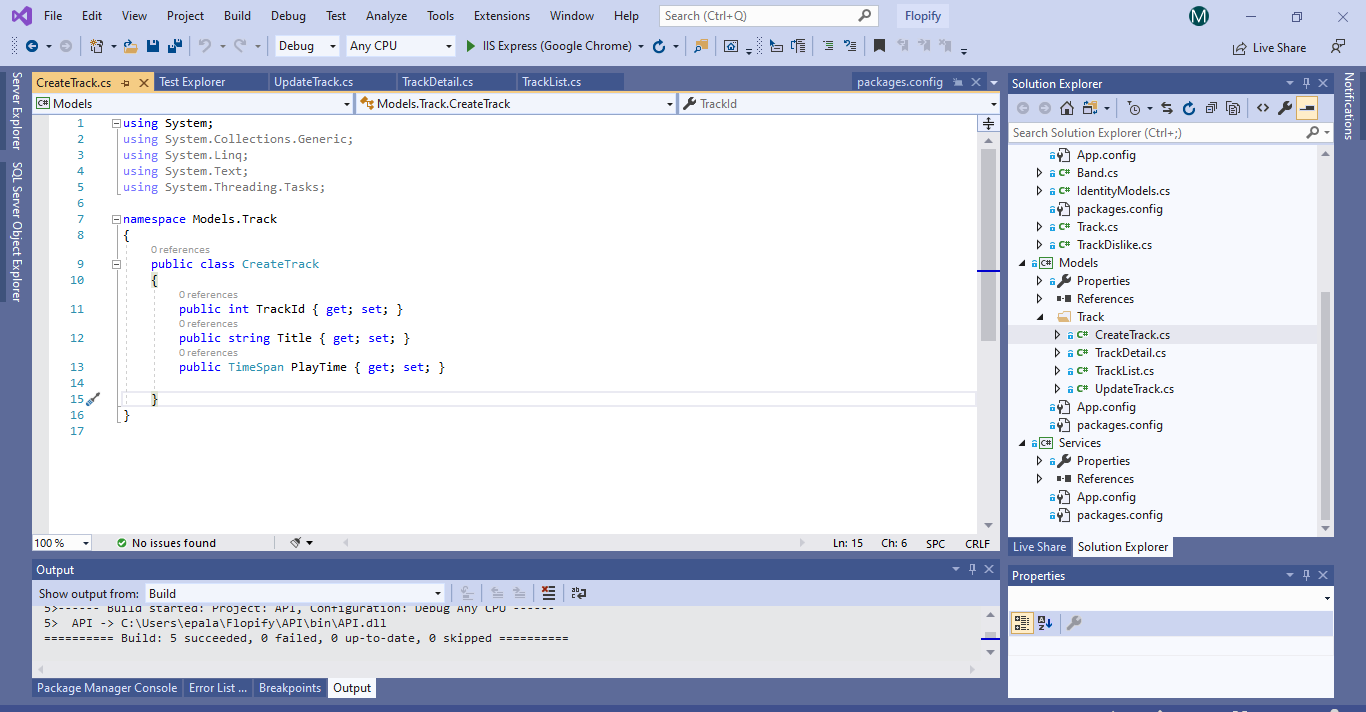 File Edit View Project Build Debug Test Analyze Tools Extensions Window Help Search (Ctrl+Q) Flopify M
Debug Any CPU IIS Express (Google Chrome) Live Share
Server Explorer
SQL Server Object Explorer
CreateTrack.cs Test Explorer UpdateTrack.cs TrackDetail.cs TrackList.cs packages.config
C# Models Models.Track.CreateTrack TrackId
1 using System;
2 using System.Collections.Generic;
3 using System.Linq;
4 using System.Text;
5 using System.Threading.Tasks;
6
7 namespace Models.Track
8 {
0 references
9 public class CreateTrack
10 {
0 references
11 public int TrackId { get; set; }
0 references
12 public string Title { get; set; }
0 references
13 public TimeSpan PlayTime { get; set; }
14
15 }
16 }
17
100 % No issues found Ln: 15 Ch: 6 SPC CRLF
Output
Show output from: Build
5>------ Build started: Project: API, Configuration: Debug Any CPU ------
5> API -> C:\Users\epala\Flopify\API\bin\API.dll
========== Build: 5 succeeded, 0 failed, 0 up-to-date, 0 skipped ==========
Package Manager Console Error List ... Breakpoints Output
Solution Explorer
Search Solution Explorer (Ctrl+;)
App.config
C# Band.cs
C# IdentityModels.cs
packages.config
C# Track.cs
C# TrackDislike.cs
C# Models
Properties
References
Track
C# CreateTrack.cs
C# TrackDetail.cs
C# TrackList.cs
C# UpdateTrack.cs
App.config
packages.config
C# Services
Properties
References
App.config
packages.config
Live Share Solution Explorer
Properties
Notifications